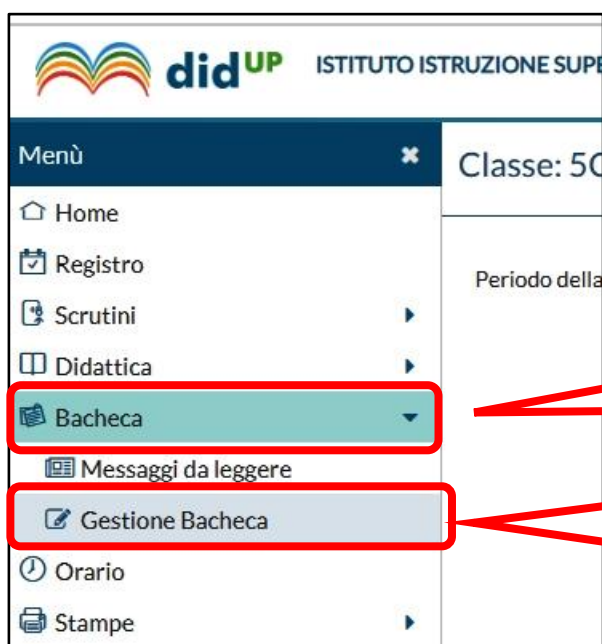 didUP ISTITUTO ISTRUZIONE SUPE
Menù
Classe: 5C
Home
Registro
Periodo della
Scrutini
Didattica
Bacheca
Messaggi da leggere
Gestione Bacheca
Orario
Stampe